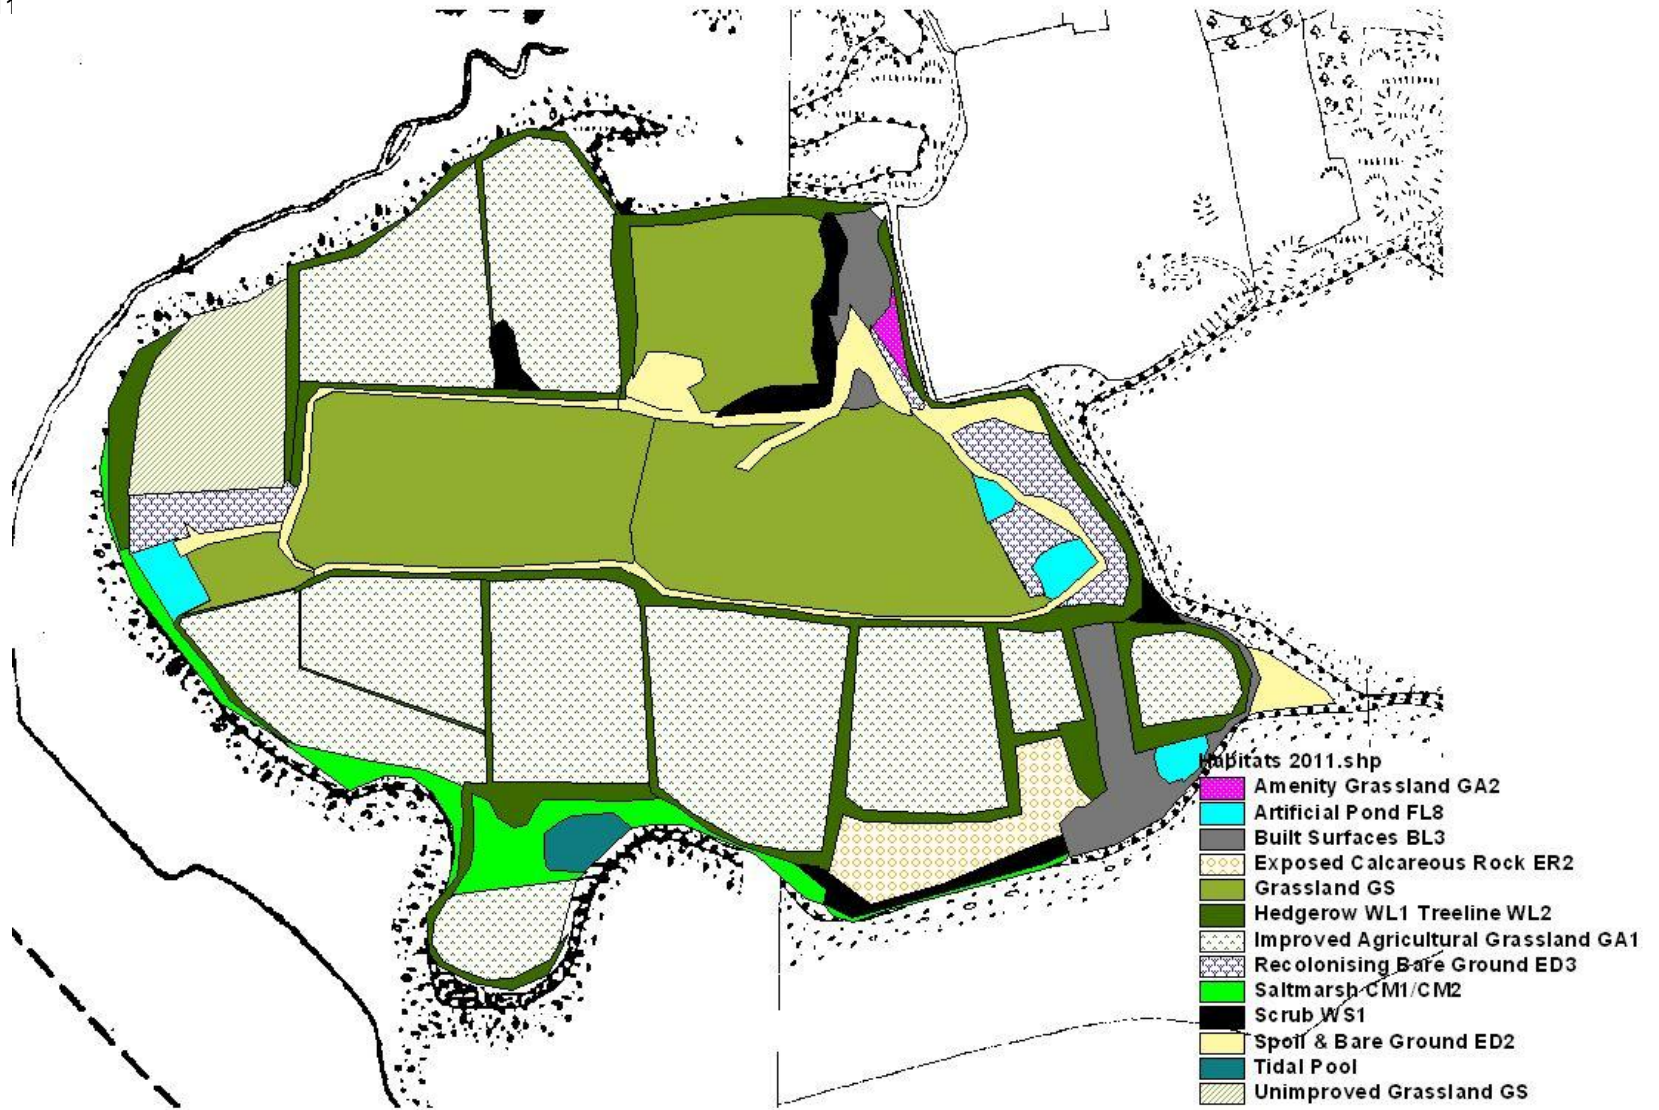 1
Habitats 2011.shp
Amenity Grassland GA2
Artificial Pond FL8
Built Surfaces BL3
Exposed Calcareous Rock ER2
Grassland GS
Hedgerow WL1 Treeline WL2
Improved Agricultural Grassland GA1
Recolonising Bare Ground ED3
Saltmarsh CM1/CM2
Scrub WS1
Spoil & Bare Ground ED2
Tidal Pool
Unimproved Grassland GS